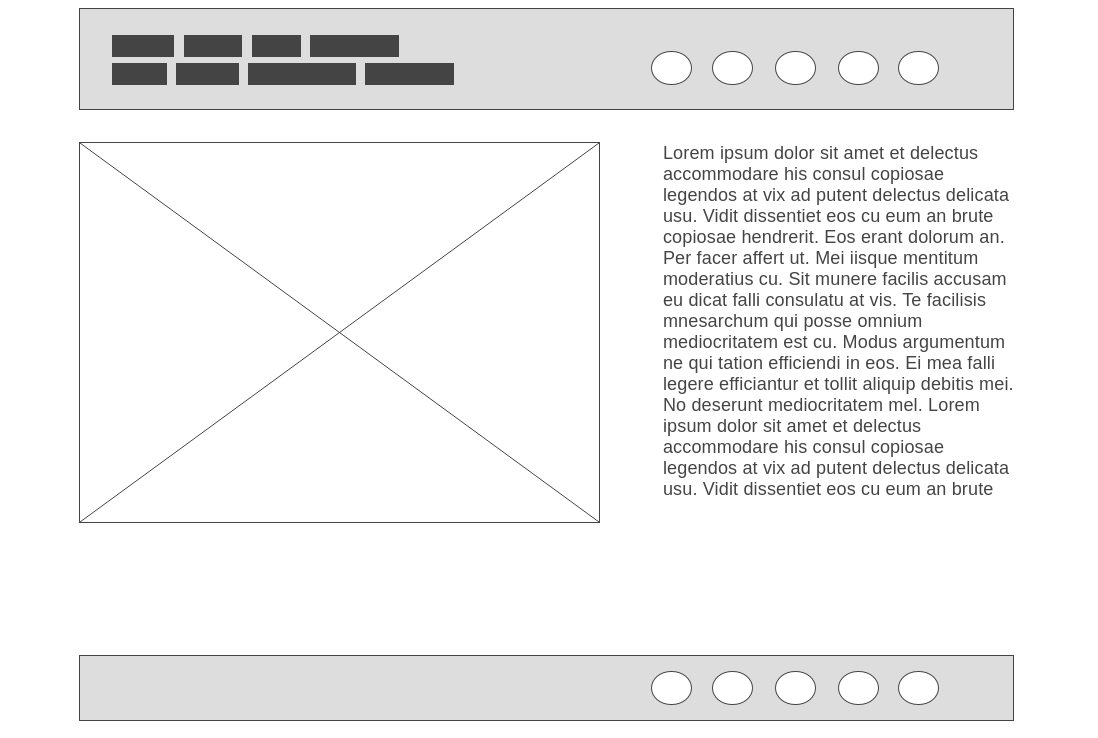 Lorem ipsum dolor sit amet et delectus
accommodare his consul copiosae
legendos at vix ad putent delectus delicata
usu. Vidit dissentiet eos cu eum an brute
copiosae hendrerit. Eos erant dolorum an.
Per facer affert ut. Mei iisque mentitum
moderatius cu. Sit munere facilis accusam
eu dicat falli consulatu at vis. Te facilisis
mnesarchum qui posse omnium
mediocritatem est cu. Modus argumentum
ne qui tation efficiendi in eos. Ei mea falli
legere efficiantur et tollit aliquip debitis mei.
No deserunt mediocritatem mel. Lorem
ipsum dolor sit amet et delectus
accommodare his consul copiosae
legendos at vix ad putent delectus delicata
usu. Vidit dissentiet eos cu eum an brute